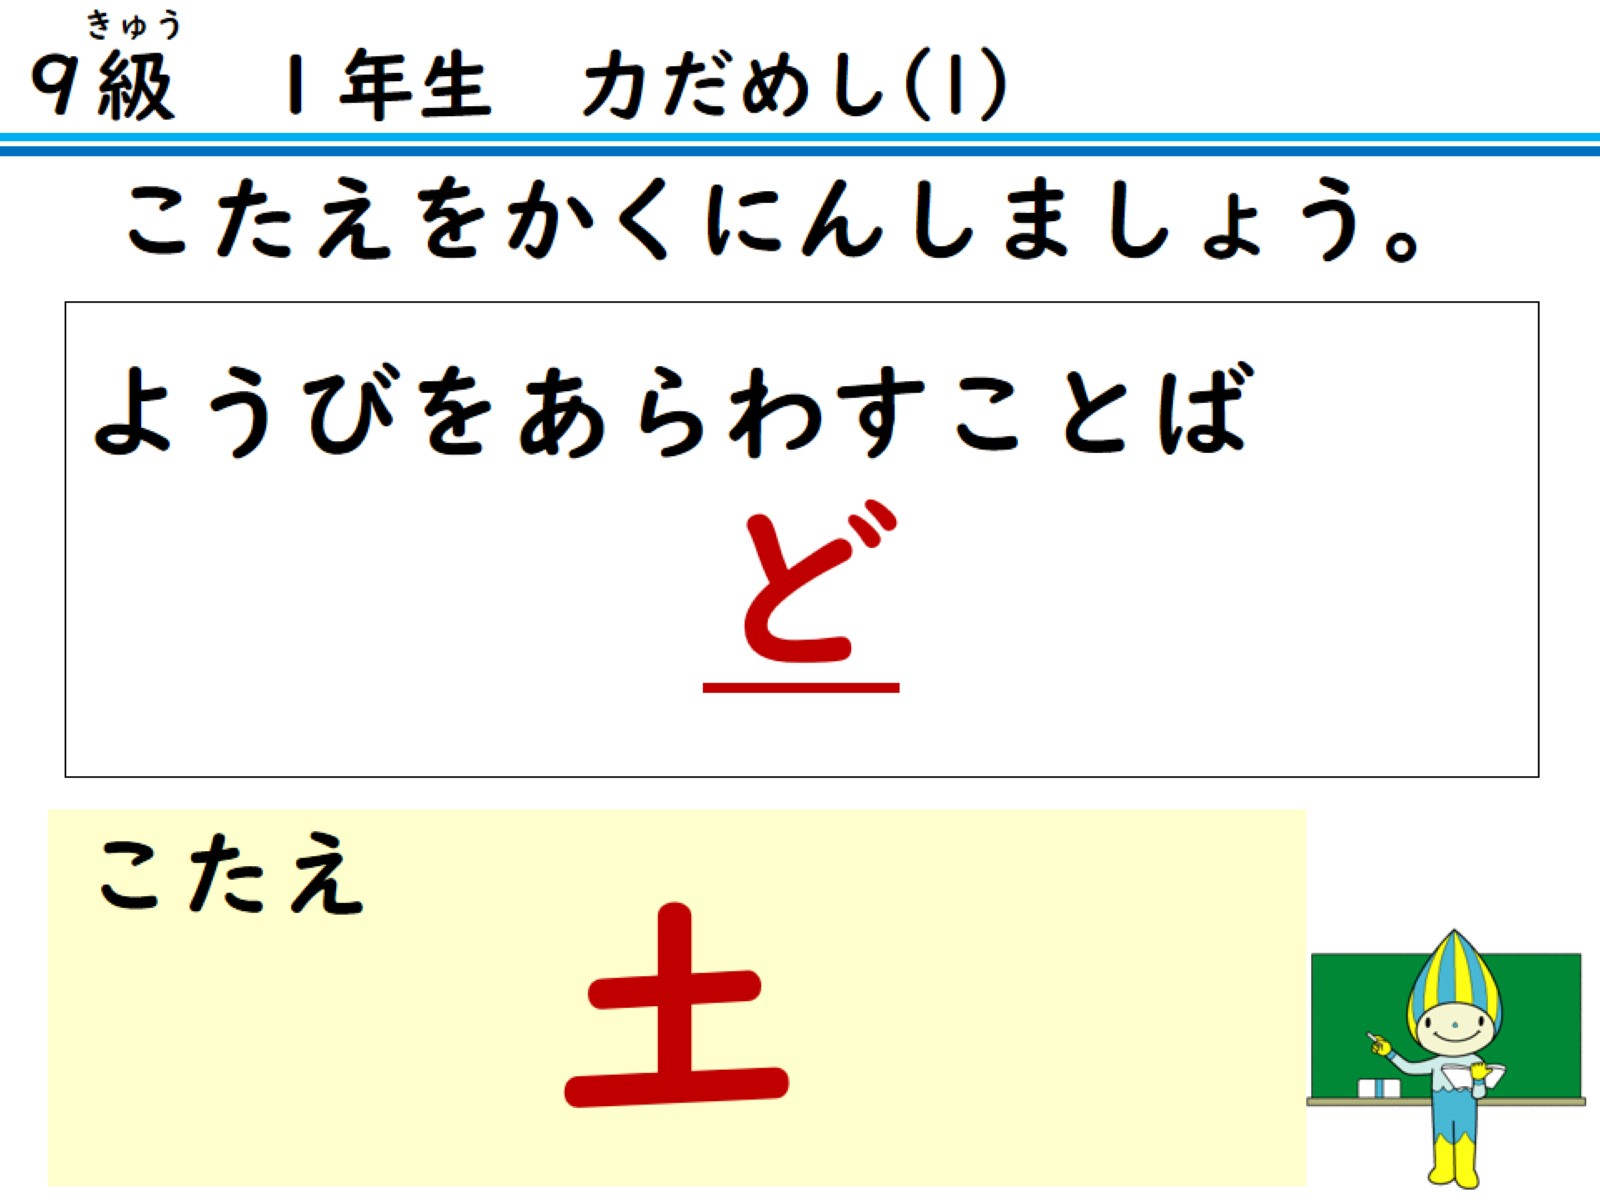 きゅう
9級　1年生　力だめし(1)
こたえをかくにんしましょう。
ようびをあらわすことば
ど
こたえ
土